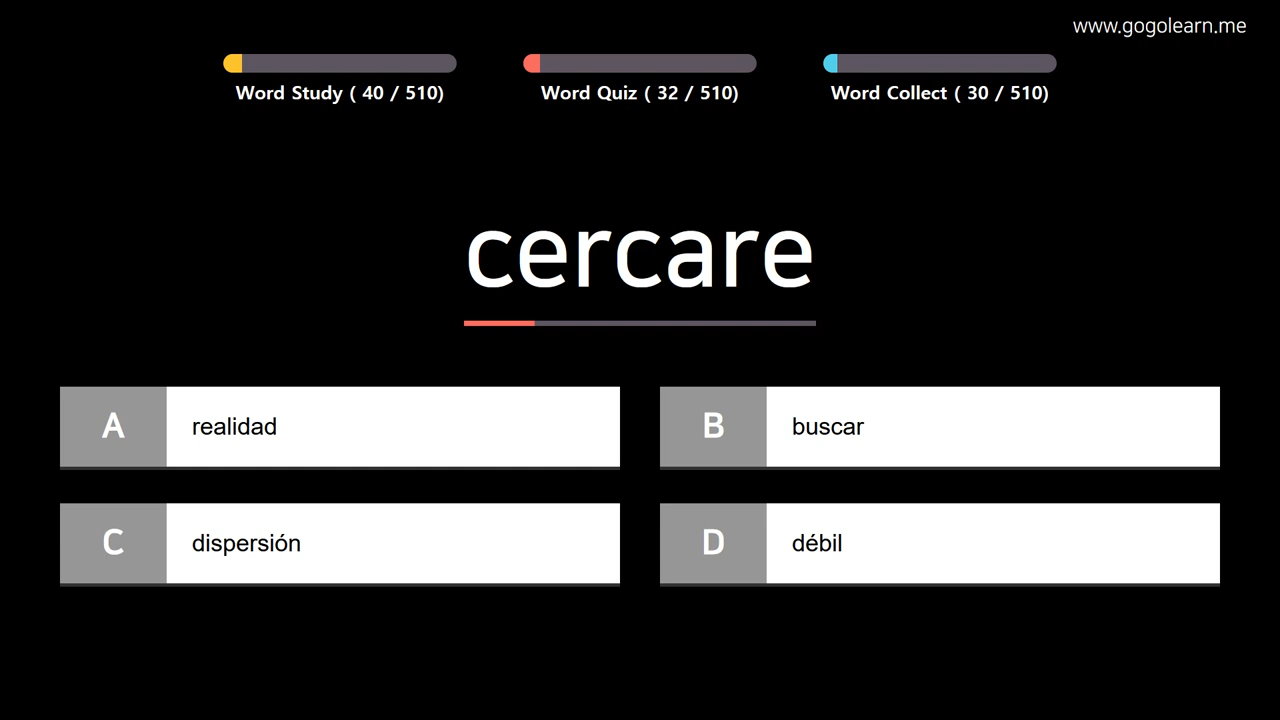 www.gogolearn.me
Word Study ( 40 / 510)
Word Quiz ( 32 / 510)
Word Collect ( 30 / 510)
cercare
A realidad
B buscar
C dispersión
D débil